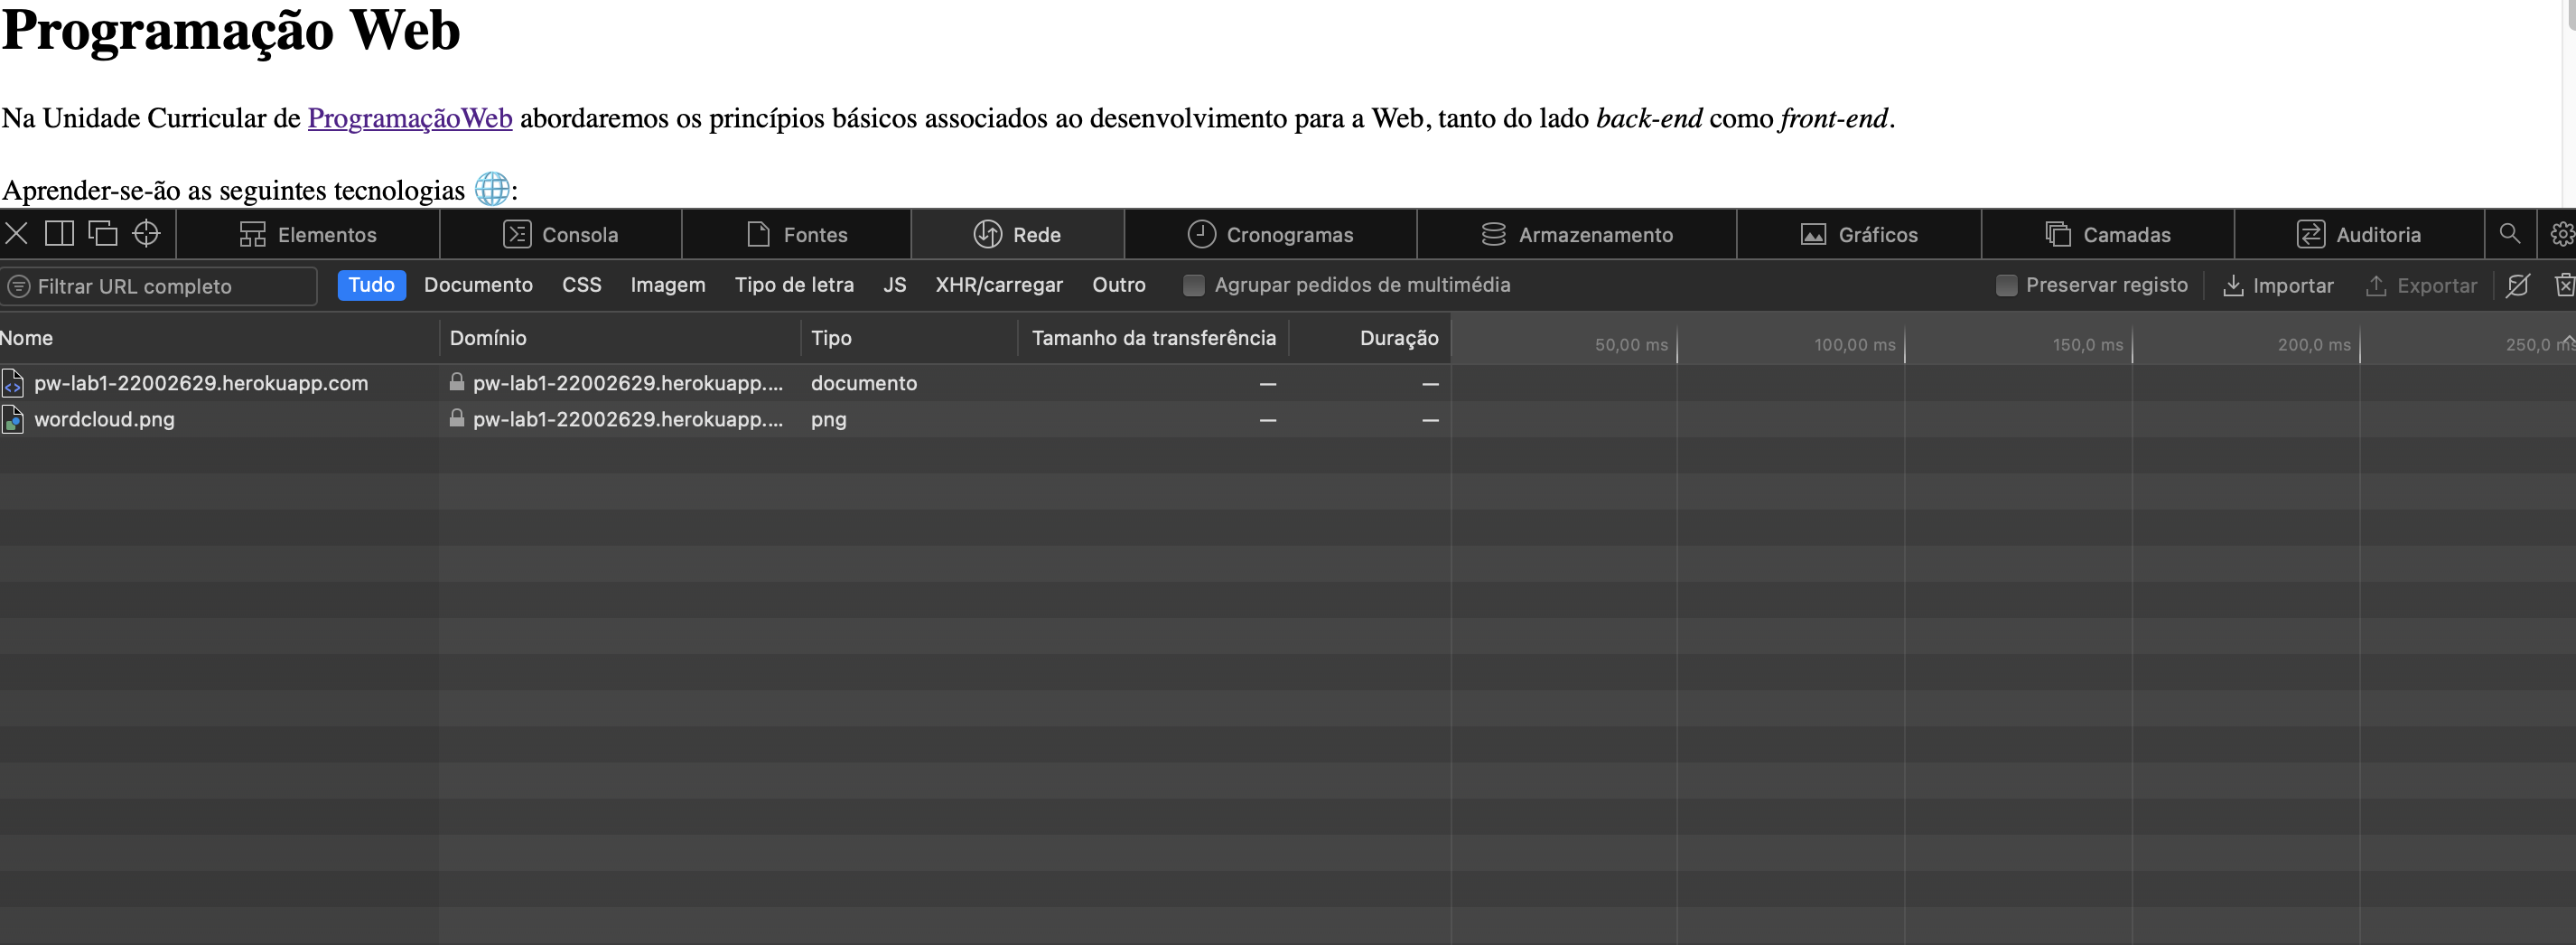 Programação Web
Na Unidade Curricular de ProgramaçãoWeb abordaremos os princípios básicos associados ao desenvolvimento para a Web, tanto do lado back-end como front-end.
Aprender-se-ão as seguintes tecnologias 🌐:
Elementos Consola Fontes Rede Cronogramas Armazenamento Gráficos Camadas Auditoria
Filtrar URL completo Tudo Documento CSS Imagem Tipo de letra JS XHR/carregar Outro Agrupar pedidos de multimédia Preservar registo Importar Exportar
Nome Domínio Tipo Tamanho da transferência Duração 50,00 ms 100,00 ms 150,0 ms 200,0 ms 250,0 ms
pw-lab1-22002629.herokuapp.com pw-lab1-22002629.herokuapp.... documento — —
wordcloud.png pw-lab1-22002629.herokuapp.... png — —